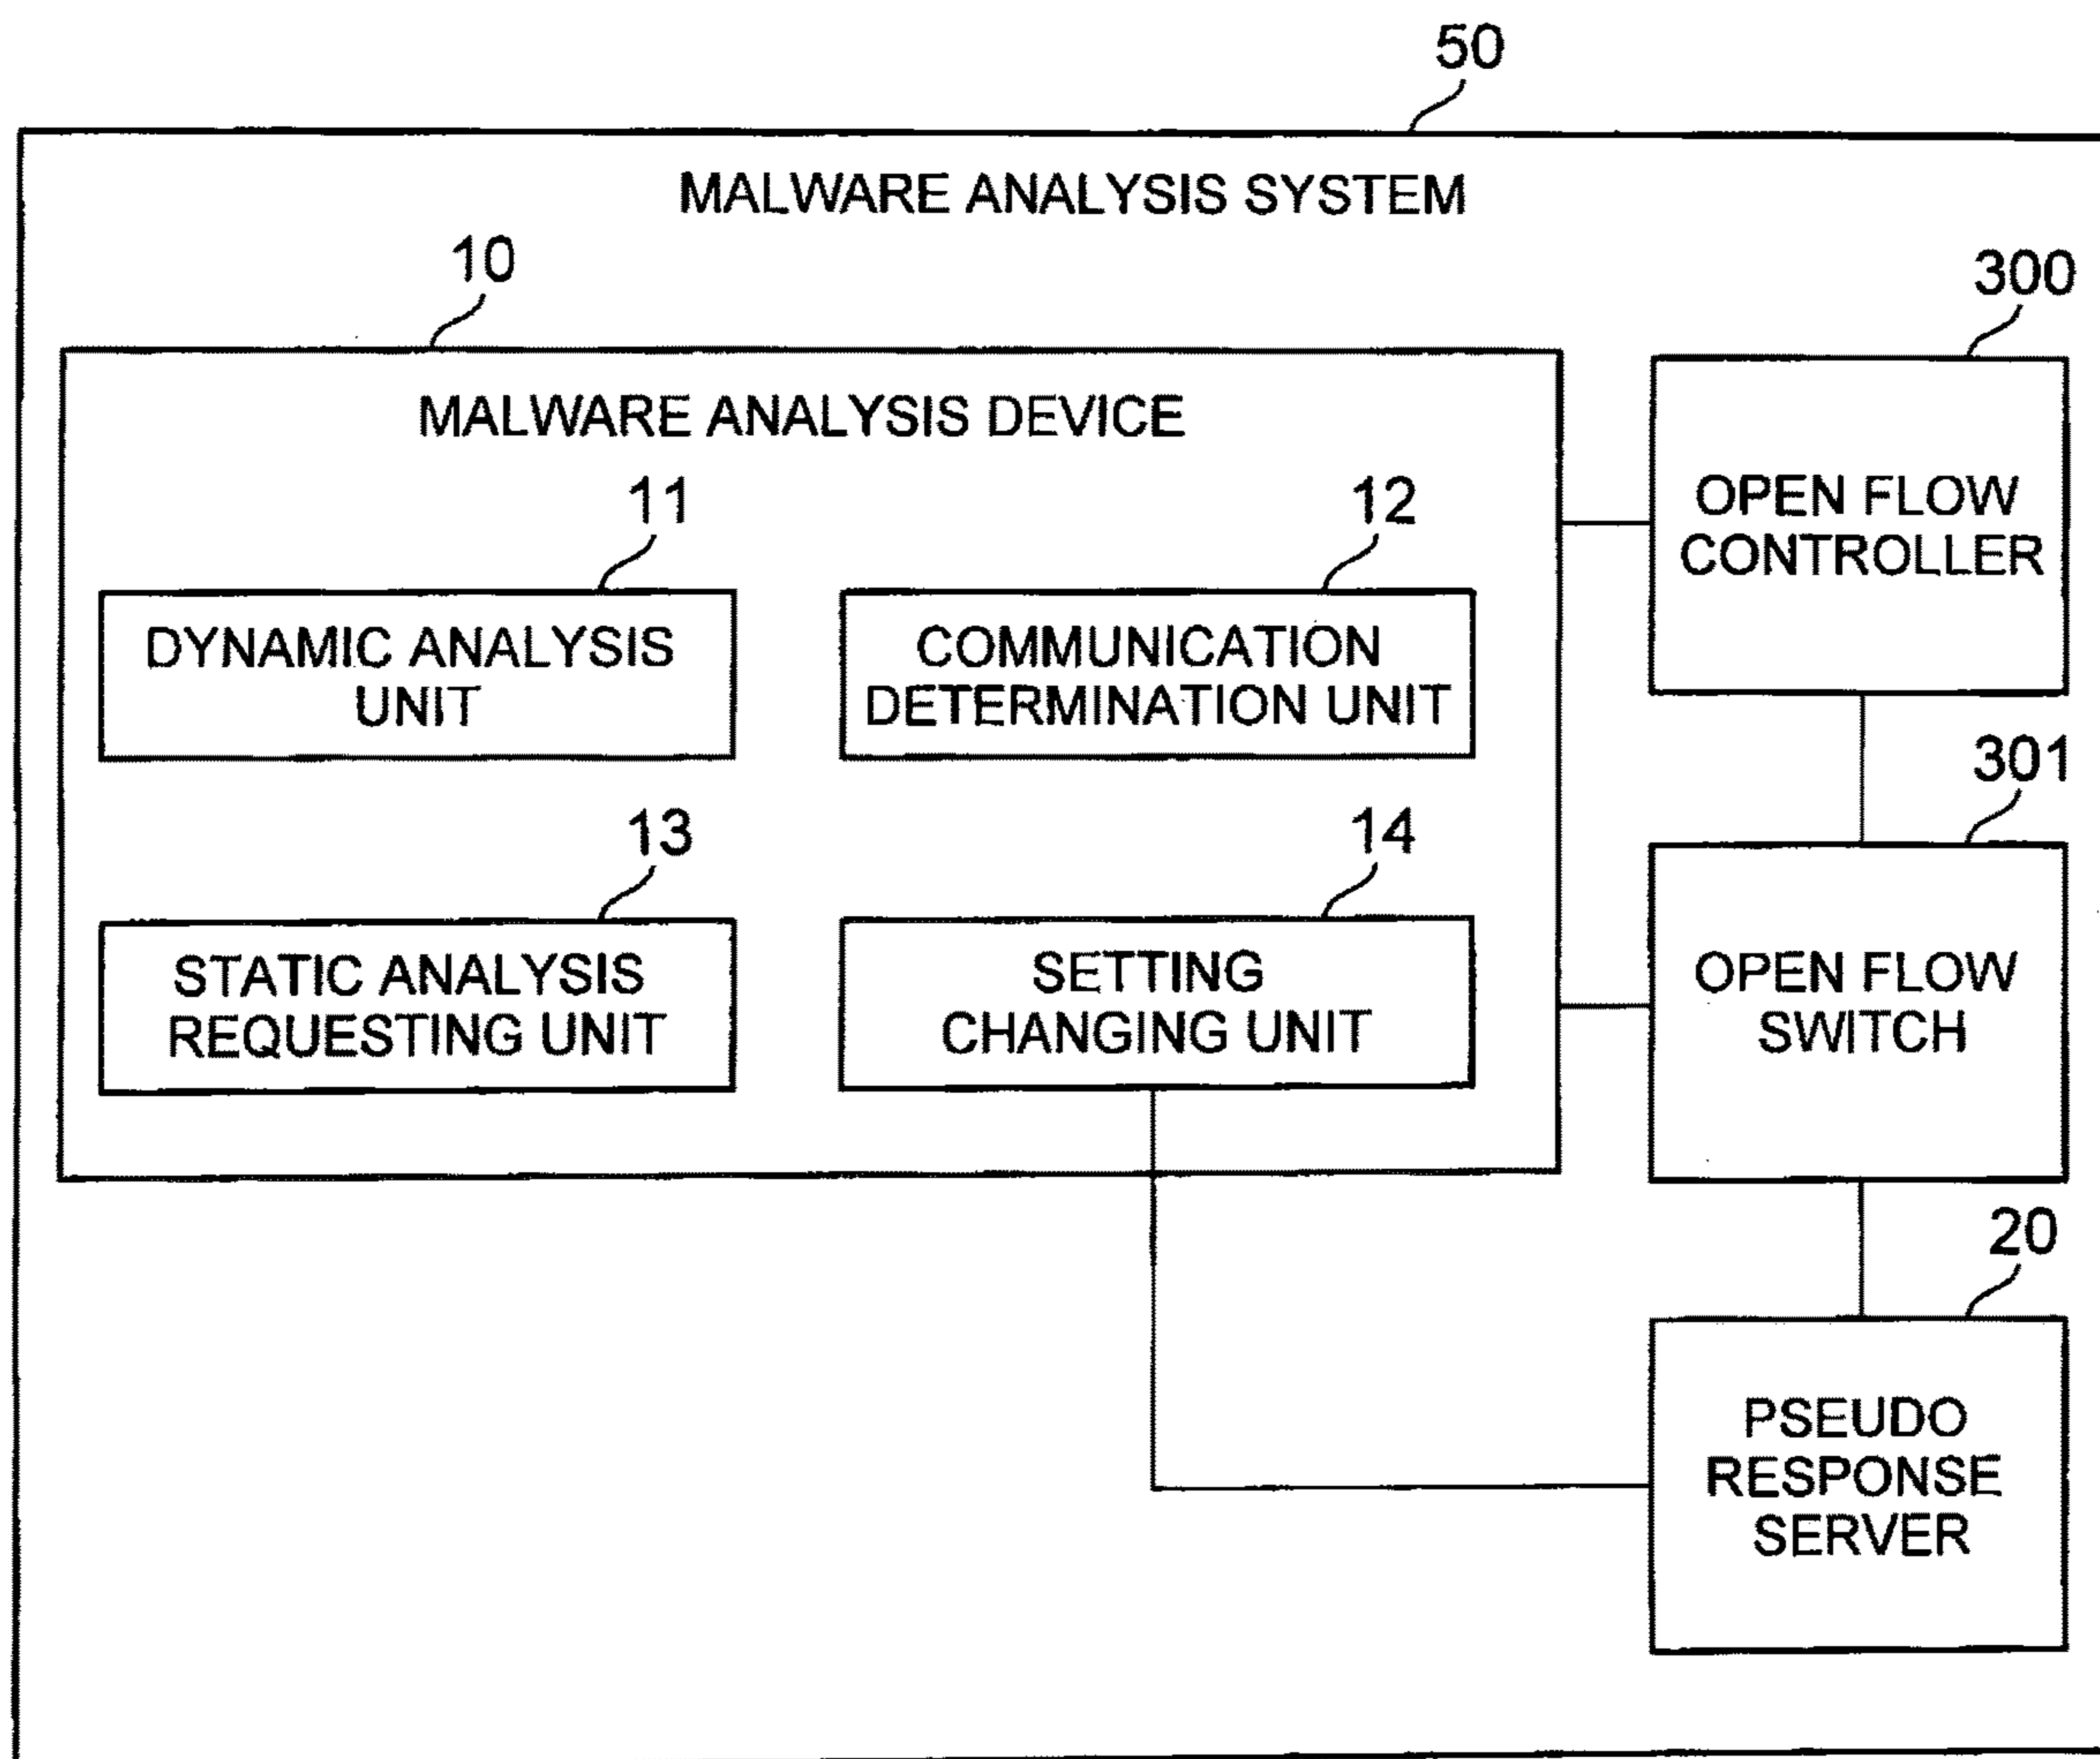 50
MALWARE ANALYSIS SYSTEM
10
300
MALWARE ANALYSIS DEVICE
OPEN FLOW
CONTROLLER
11
12
DYNAMIC ANALYSIS
UNIT
COMMUNICATION
DETERMINATION UNIT
301
13
14
STATIC ANALYSIS
REQUESTING UNIT
SETTING
CHANGING UNIT
OPEN FLOW
SWITCH
20
PSEUDO
RESPONSE
SERVER